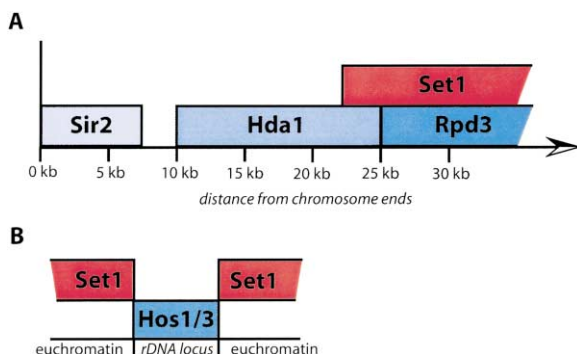 A
Set1
Sir2 Hda1 Rpd3
0 kb 5 kb 10 kb 15 kb 20 kb 25 kb 30 kb
distance from chromosome ends
B
Set1 Set1
Hos1/3
euchromatin rDNA locus euchromatin